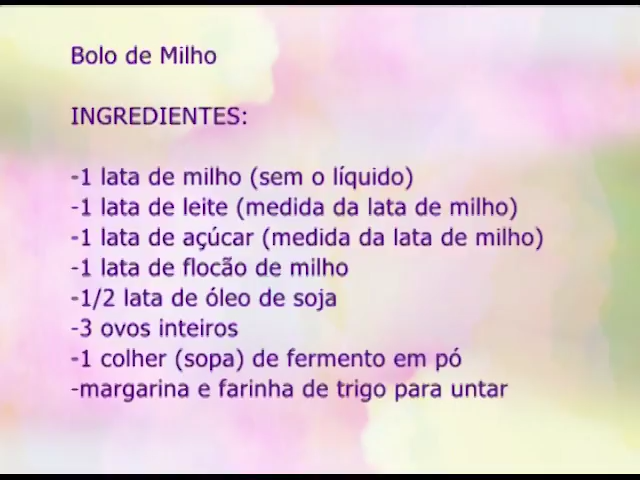 Bolo de Milho
INGREDIENTES:
-1 lata de milho (sem o líquido)
-1 lata de leite (medida da lata de milho)
-1 lata de açúcar (medida da lata de milho)
-1 lata de flocão de milho
-1/2 lata de óleo de soja
-3 ovos inteiros
-1 colher (sopa) de fermento em pó
-margarina e farinha de trigo para untar